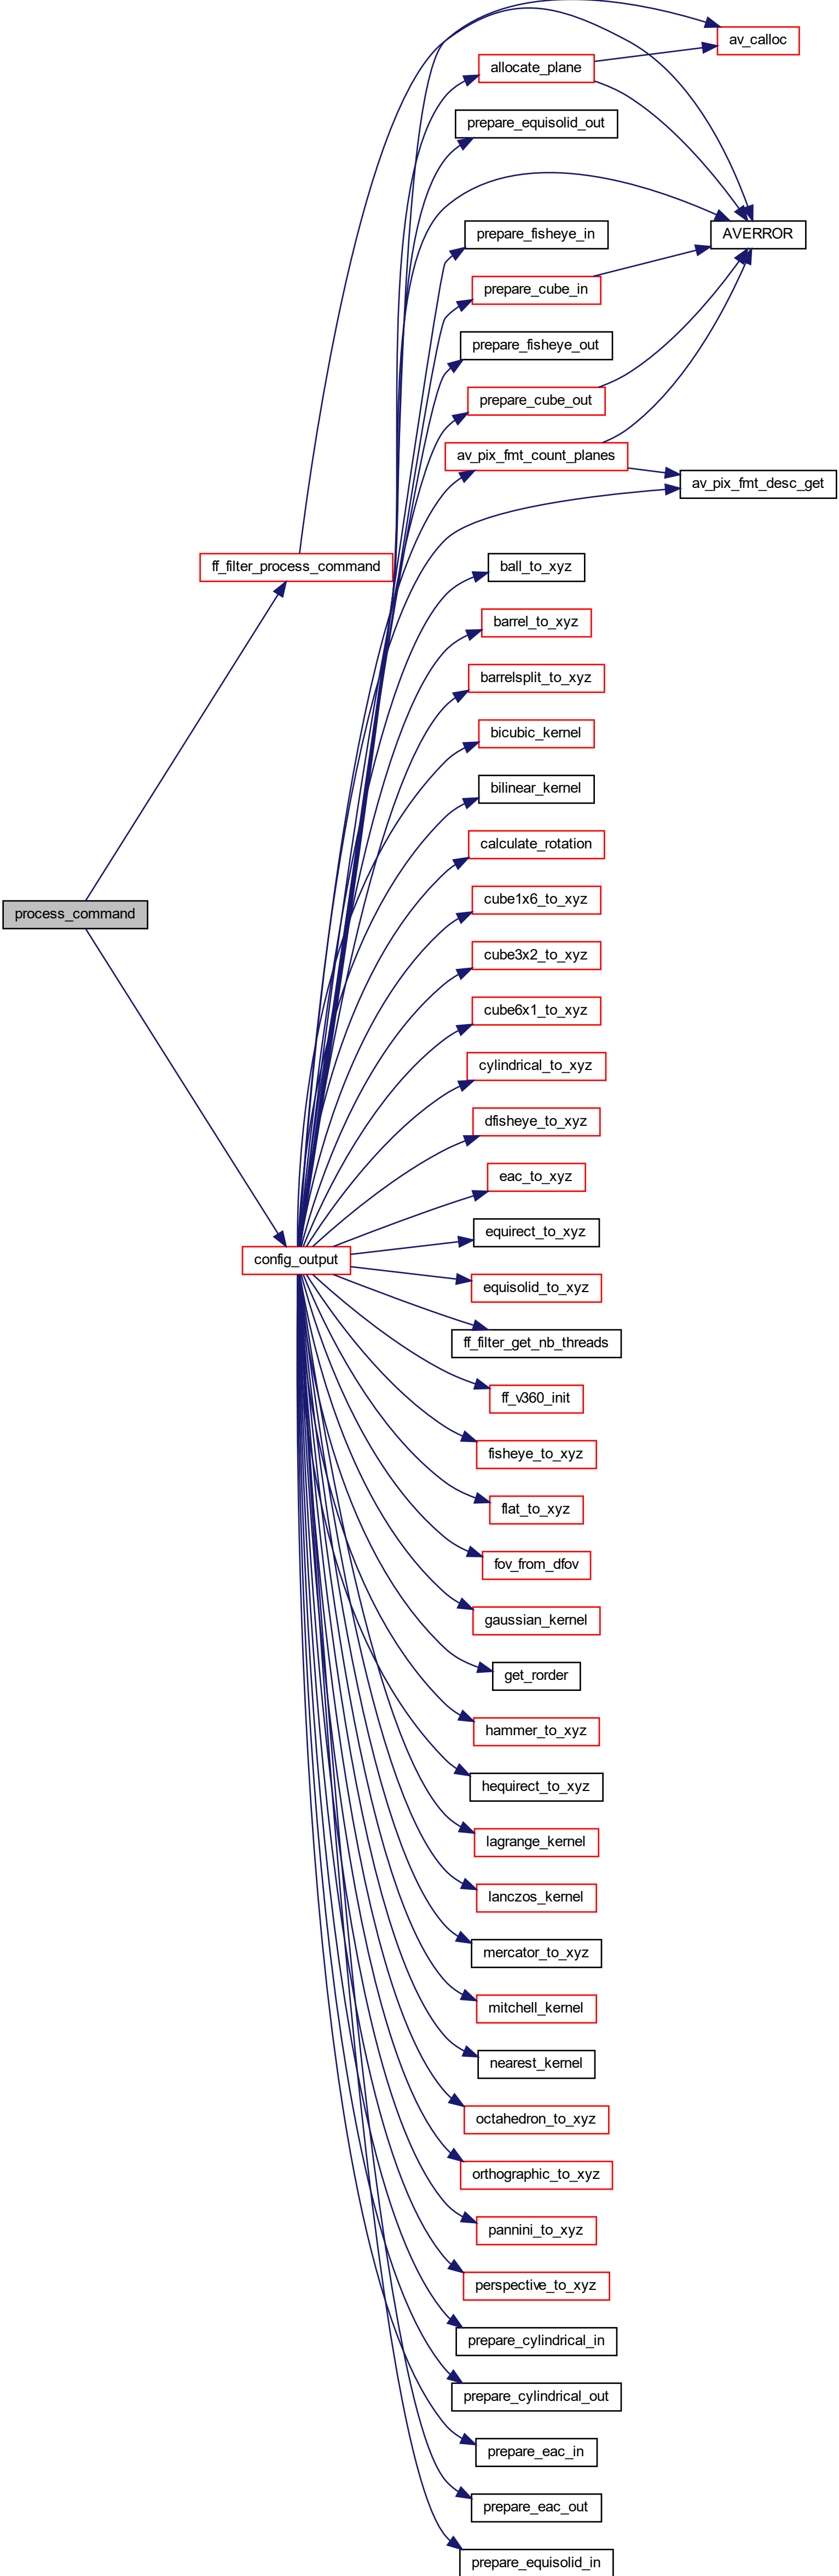 av_calloc
allocate_plane
prepare_equisolid_out
AVERROR
prepare_fisheye_in
prepare_cube_in
prepare_fisheye_out
prepare_cube_out
av_pix_fmt_count_planes
av_pix_fmt_desc_get
ff_filter_process_command
ball_to_xyz
barrel_to_xyz
barrelsplit_to_xyz
bicubic_kernel
bilinear_kernel
calculate_rotation
cube1x6_to_xyz
process_command
cube3x2_to_xyz
cube6x1_to_xyz
cylindrical_to_xyz
dfisheye_to_xyz
eac_to_xyz
equirect_to_xyz
config_output
equisolid_to_xyz
ff_filter_get_nb_threads
ff_v360_init
fisheye_to_xyz
flat_to_xyz
fov_from_dfov
gaussian_kernel
get_rorder
hammer_to_xyz
hequirect_to_xyz
lagrange_kernel
lanczos_kernel
mercator_to_xyz
mitchell_kernel
nearest_kernel
octahedron_to_xyz
orthographic_to_xyz
pannini_to_xyz
perspective_to_xyz
prepare_cylindrical_in
prepare_cylindrical_out
prepare_eac_in
prepare_eac_out
prepare_equisolid_in